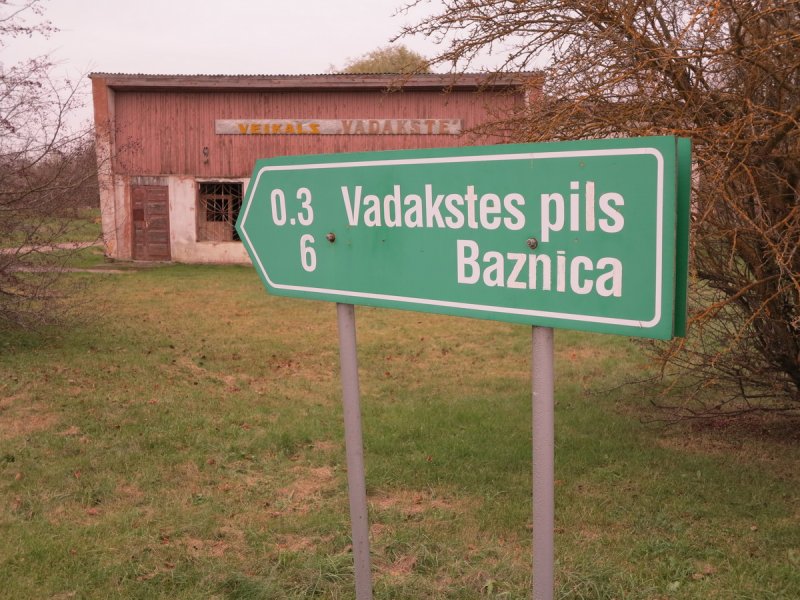 VEIKALS VADAKSTE
0.3 Vadakstes pils
6 Baznica